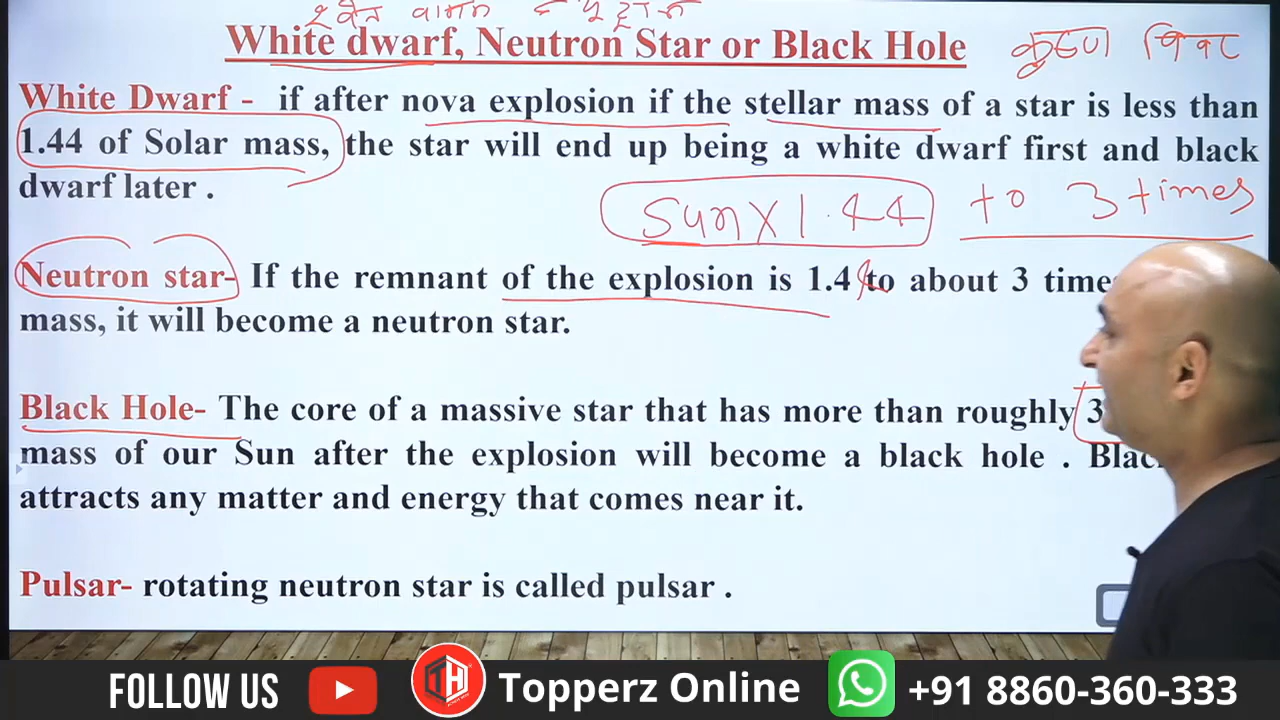 श्वेत वामन
White dwarf, Neutron Star or Black Hole
White Dwarf - if after nova explosion if the stellar mass of a star is less than
1.44 of Solar mass, the star will end up being a white dwarf first and black
dwarf later .
Sun X 1.44 to 3 times
Neutron star- If the remnant of the explosion is 1.4 to about 3
mass, it will become a neutron star.
Black Hole- The core of a massive star that has more than roughly 3
mass of our Sun after the explosion will become a black hole .
attracts any matter and energy that comes near it.
Pulsar- rotating neutron star is called pulsar .
FOLLOW US TH Topperz Online +91 8860-360-333